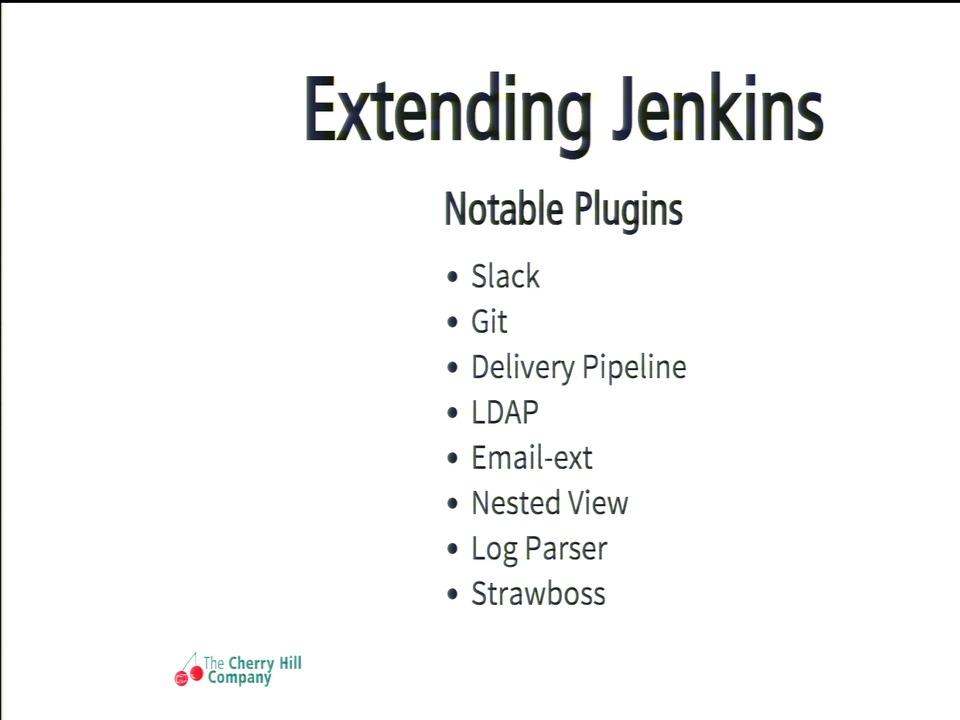 Extending Jenkins
Notable Plugins
• Slack
• Git
• Delivery Pipeline
• LDAP
• Email-ext
• Nested View
• Log Parser
• Strawboss
The Cherry Hill
Company